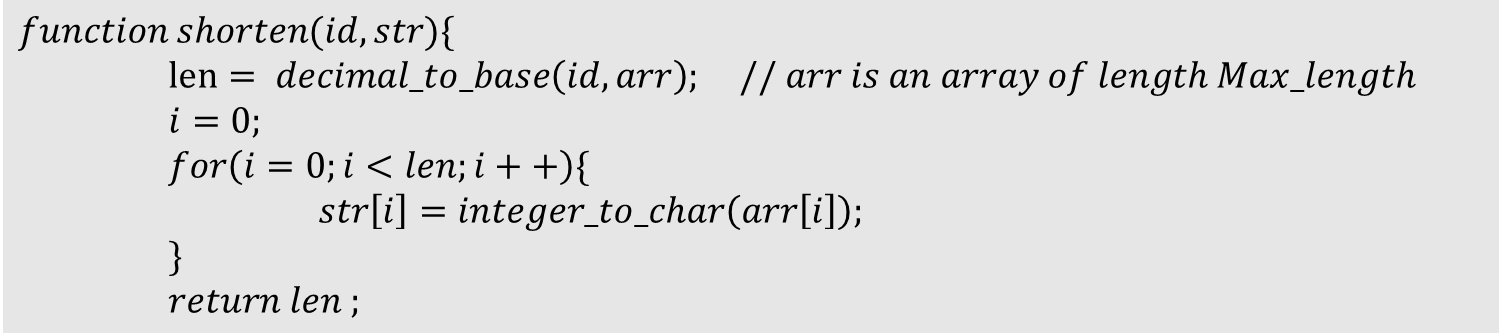 function shorten(id,str){
len = decimal_to_base(id,arr); // arr is an array of length Max_length
i = 0;
for(i = 0;i < len;i + +){
str[i] = integer_to_char(arr[i]);
}
return len ;